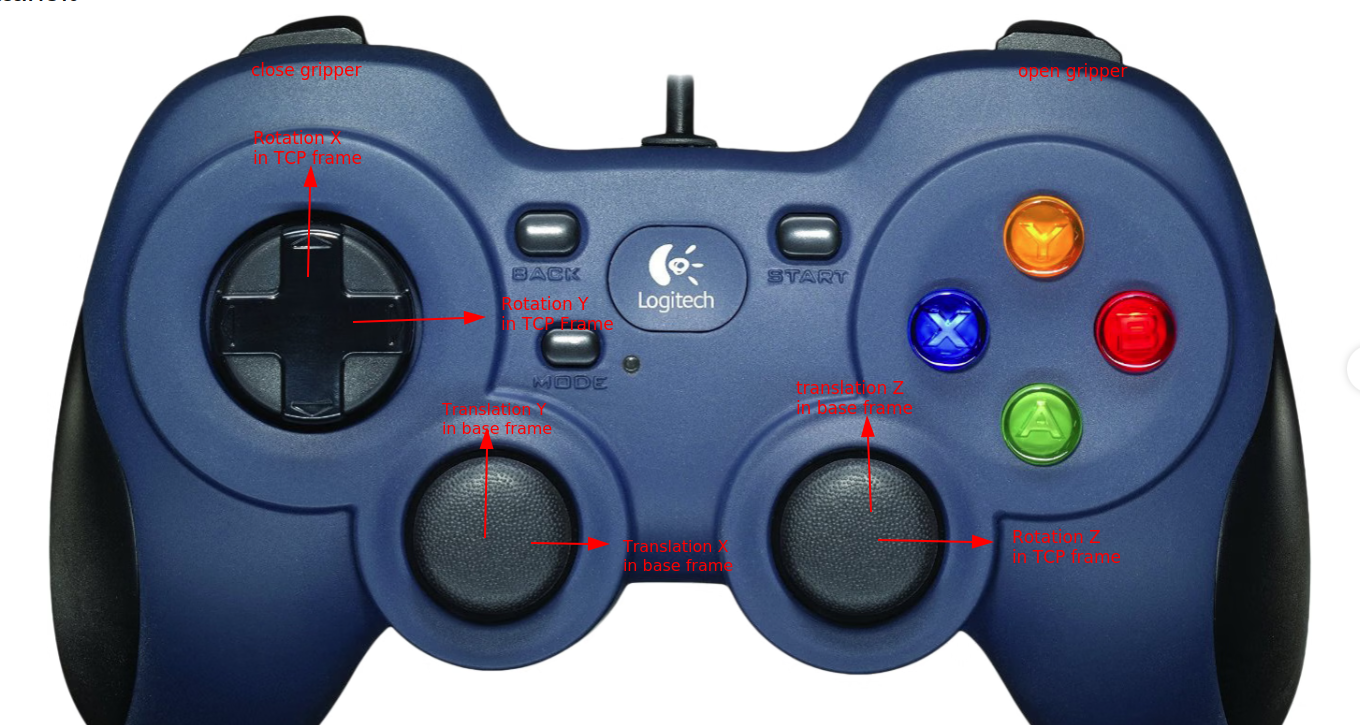 close gripper
open gripper
Rotation X
in TCP frame
BACK
START
Logitech
Y
Rotation Y
in TCP Frame
X
B
MODE
translation Z
in base frame
Translation Y
in base frame
A
Rotation Z
in TCP frame
Translation X
in base frame